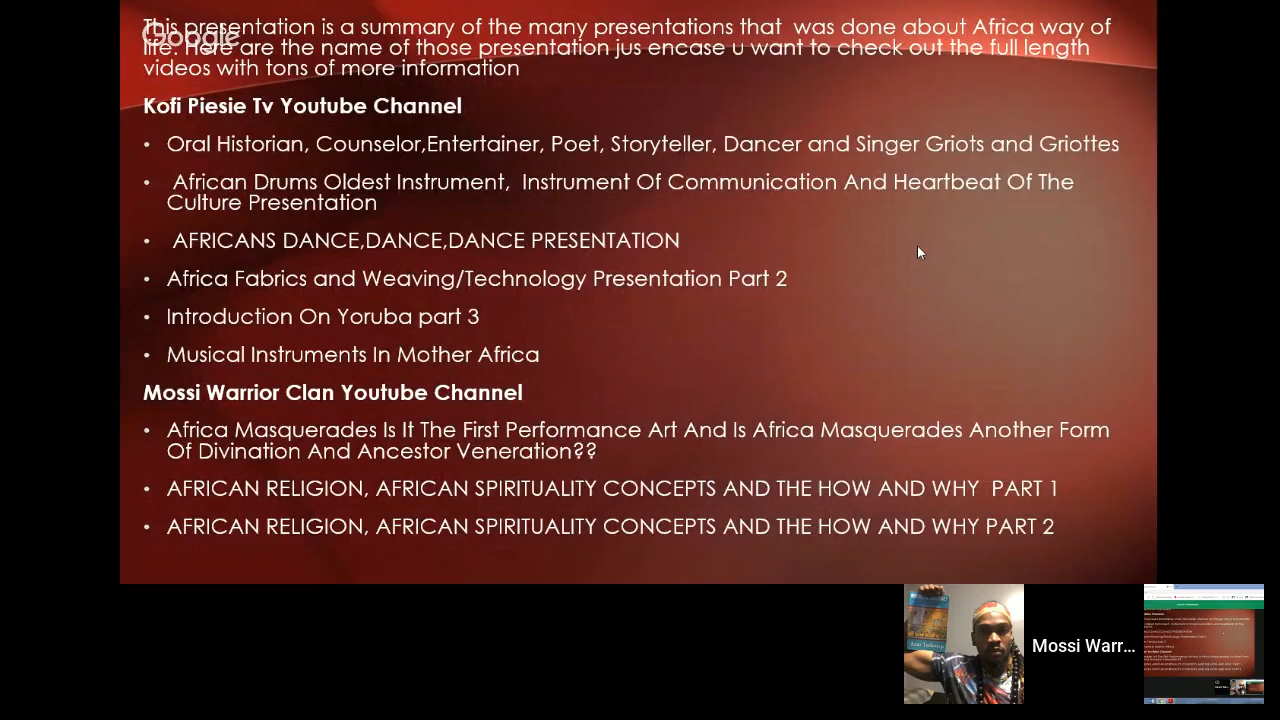 This presentation is a summary of the many presentations that was done about Africa way of
Google
life. Here are the name of those presentation jus encase u want to check out the full length
videos with tons of more information
Kofi Piesie Tv Youtube Channel
• Oral Historian, Counselor,Entertainer, Poet, Storyteller, Dancer and Singer Griots and Griottes
• African Drums Oldest Instrument, Instrument Of Communication And Heartbeat Of The
Culture Presentation
• AFRICANS DANCE,DANCE,DANCE PRESENTATION
• Africa Fabrics and Weaving/Technology Presentation Part 2
• Introduction On Yoruba part 3
• Musical Instruments In Mother Africa
Mossi Warrior Clan Youtube Channel
• Africa Masquerades Is It The First Performance Art And Is Africa Masquerades Another Form
Of Divination And Ancestor Veneration??
• AFRICAN RELIGION, AFRICAN SPIRITUALITY CONCEPTS AND THE HOW AND WHY PART 1
• AFRICAN RELIGION, AFRICAN SPIRITUALITY CONCEPTS AND THE HOW AND WHY PART 2
Mossi Warr...